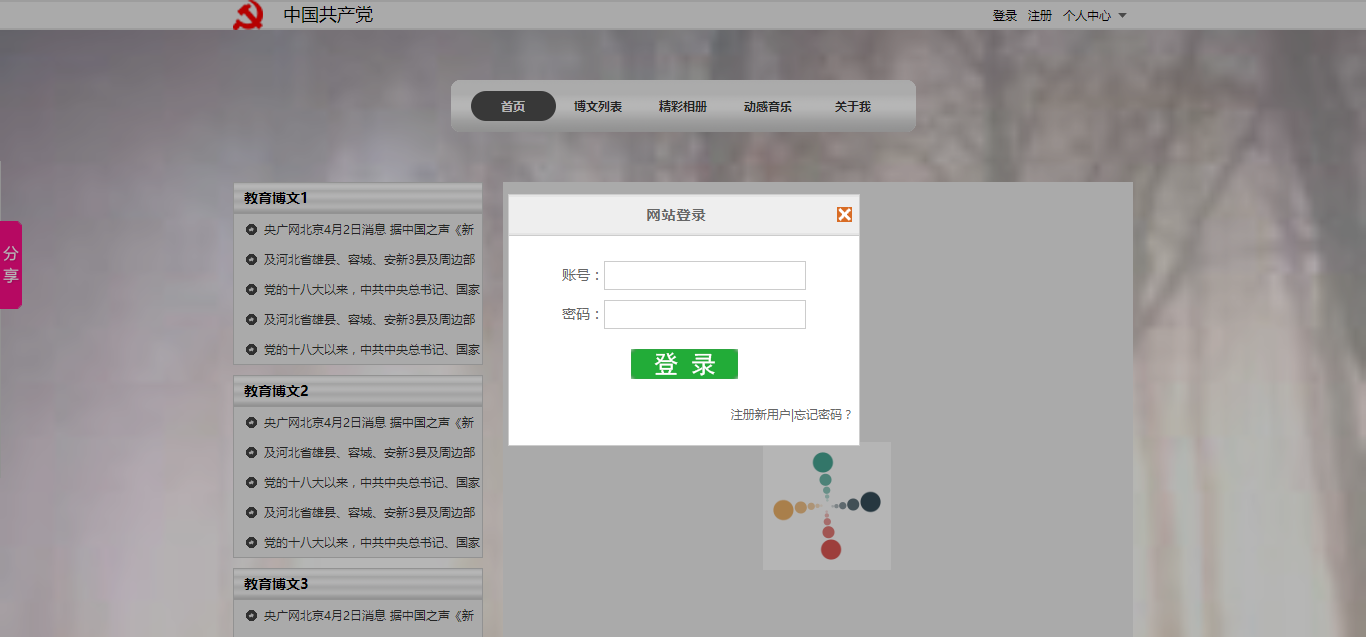 中国共产党
登录 注册 个人中心
首页 博文列表 精彩相册 动感音乐 关于我
分享
教育博文1
央广网北京4月2日消息 据中国之声《新
及河北省雄县、容城、安新3县及周边部
党的十八大以来，中共中央总书记、国家
及河北省雄县、容城、安新3县及周边部
党的十八大以来，中共中央总书记、国家
教育博文2
央广网北京4月2日消息 据中国之声《新
及河北省雄县、容城、安新3县及周边部
党的十八大以来，中共中央总书记、国家
及河北省雄县、容城、安新3县及周边部
党的十八大以来，中共中央总书记、国家
教育博文3
央广网北京4月2日消息 据中国之声《新
网站登录
账号：
密码：
登 录
注册新用户|忘记密码？